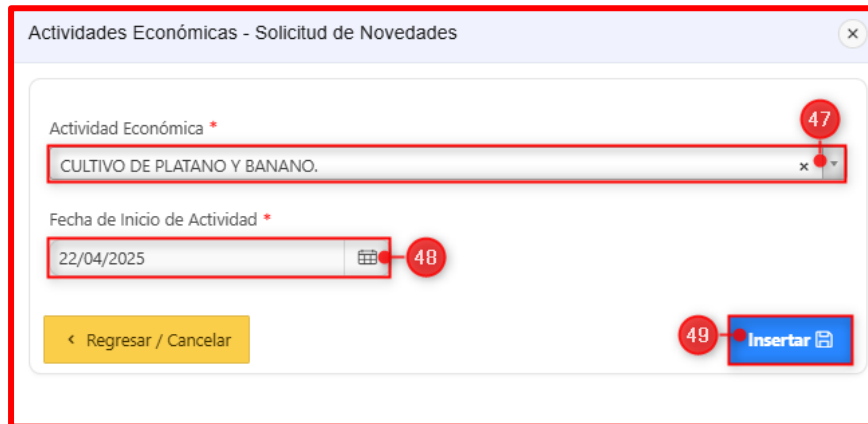 Actividades Económicas - Solicitud de Novedades
Actividad Económica *
47
CULTIVO DE PLATANO Y BANANO.
Fecha de Inicio de Actividad *
22/04/2025
48
Regresar / Cancelar
49
Insertar